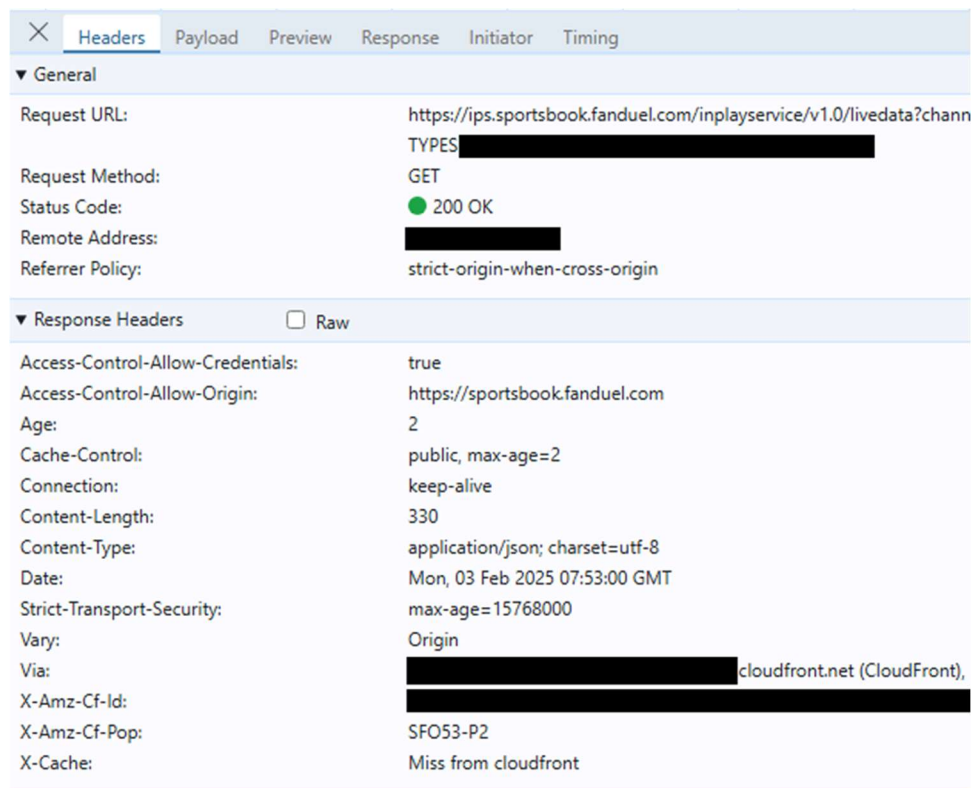 Headers Payload Preview Response Initiator Timing
General
Request URL: https://ips.sportsbook.fanduel.com/inplayservice/v1.0/livedata?chann
TYPES
Request Method: GET
Status Code: 200 OK
Remote Address:
Referrer Policy: strict-origin-when-cross-origin
Response Headers Raw
Access-Control-Allow-Credentials: true
Access-Control-Allow-Origin: https://sportsbook.fanduel.com
Age: 2
Cache-Control: public, max-age=2
Connection: keep-alive
Content-Length: 330
Content-Type: application/json; charset=utf-8
Date: Mon, 03 Feb 2025 07:53:00 GMT
Strict-Transport-Security: max-age=15768000
Vary: Origin
Via: cloudfront.net (CloudFront),
X-Amz-Cf-Id:
X-Amz-Cf-Pop: SFO53-P2
X-Cache: Miss from cloudfront